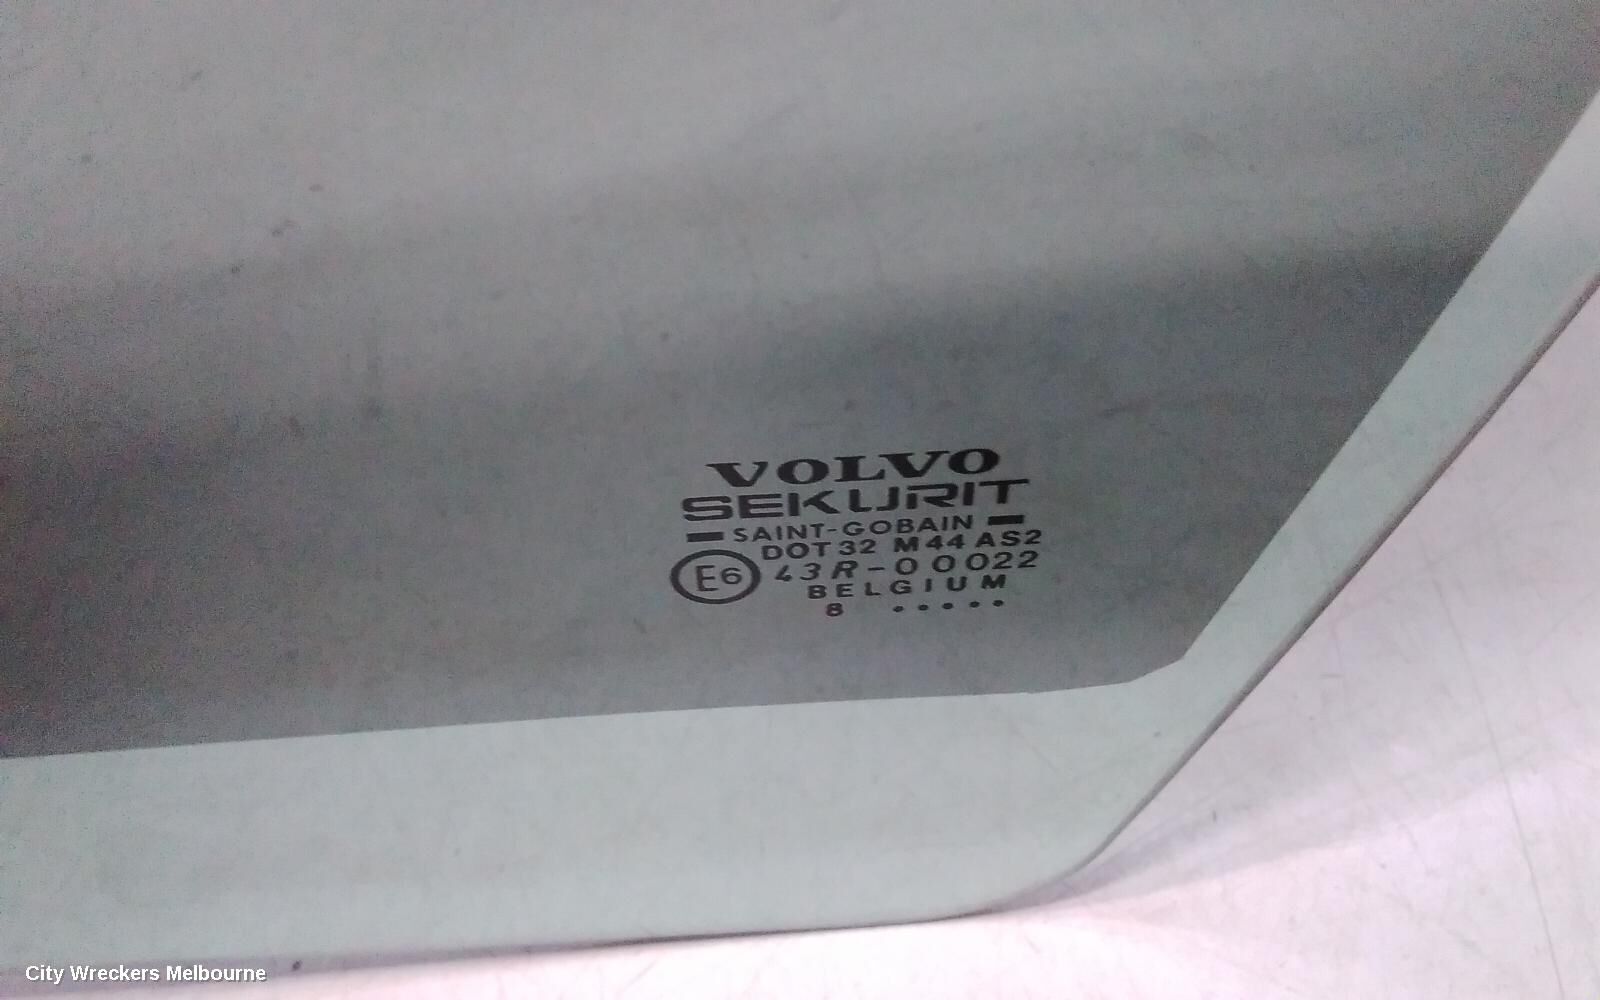 VOLVO
SEKURIT
SAINT-GOBAIN
DOT 32 M44 AS2
E6 43R-00022
BELGIUM
8 .....
City Wreckers Melbourne